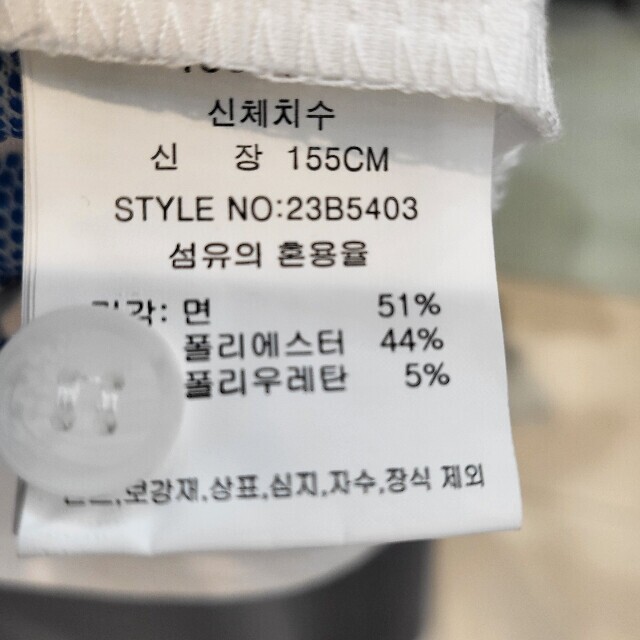 신체치수
신 장 155CM
STYLE NO:23B5403
섬유의 혼용율
면 51%
폴리에스터 44%
폴리우레탄 5%
보강재,상표,심지,자수,장식 제외